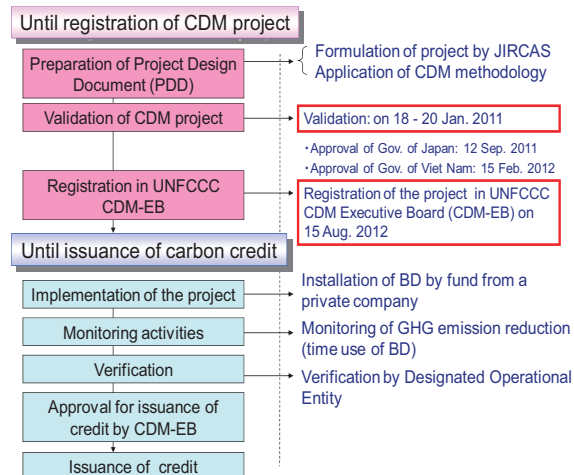 Until registration of CDM project
Preparation of Project Design
Document (PDD)
Formulation of project by JIRCAS
Application of CDM methodology
Validation of CDM project
Validation: on 18 - 20 Jan. 2011
・Approval of Gov. of Japan: 12 Sep. 2011
・Approval of Gov. of Viet Nam: 15 Feb. 2012
Registration in UNFCCC
CDM-EB
Registration of the project in UNFCCC
CDM Executive Board (CDM-EB) on
15 Aug. 2012
Until issuance of carbon credit
Implementation of the project
Installation of BD by fund from a
private company
Monitoring activities
Monitoring of GHG emission reduction
(time use of BD)
Verification
Verification by Designated Operational
Entity
Approval for issuance of
credit by CDM-EB
Issuance of credit